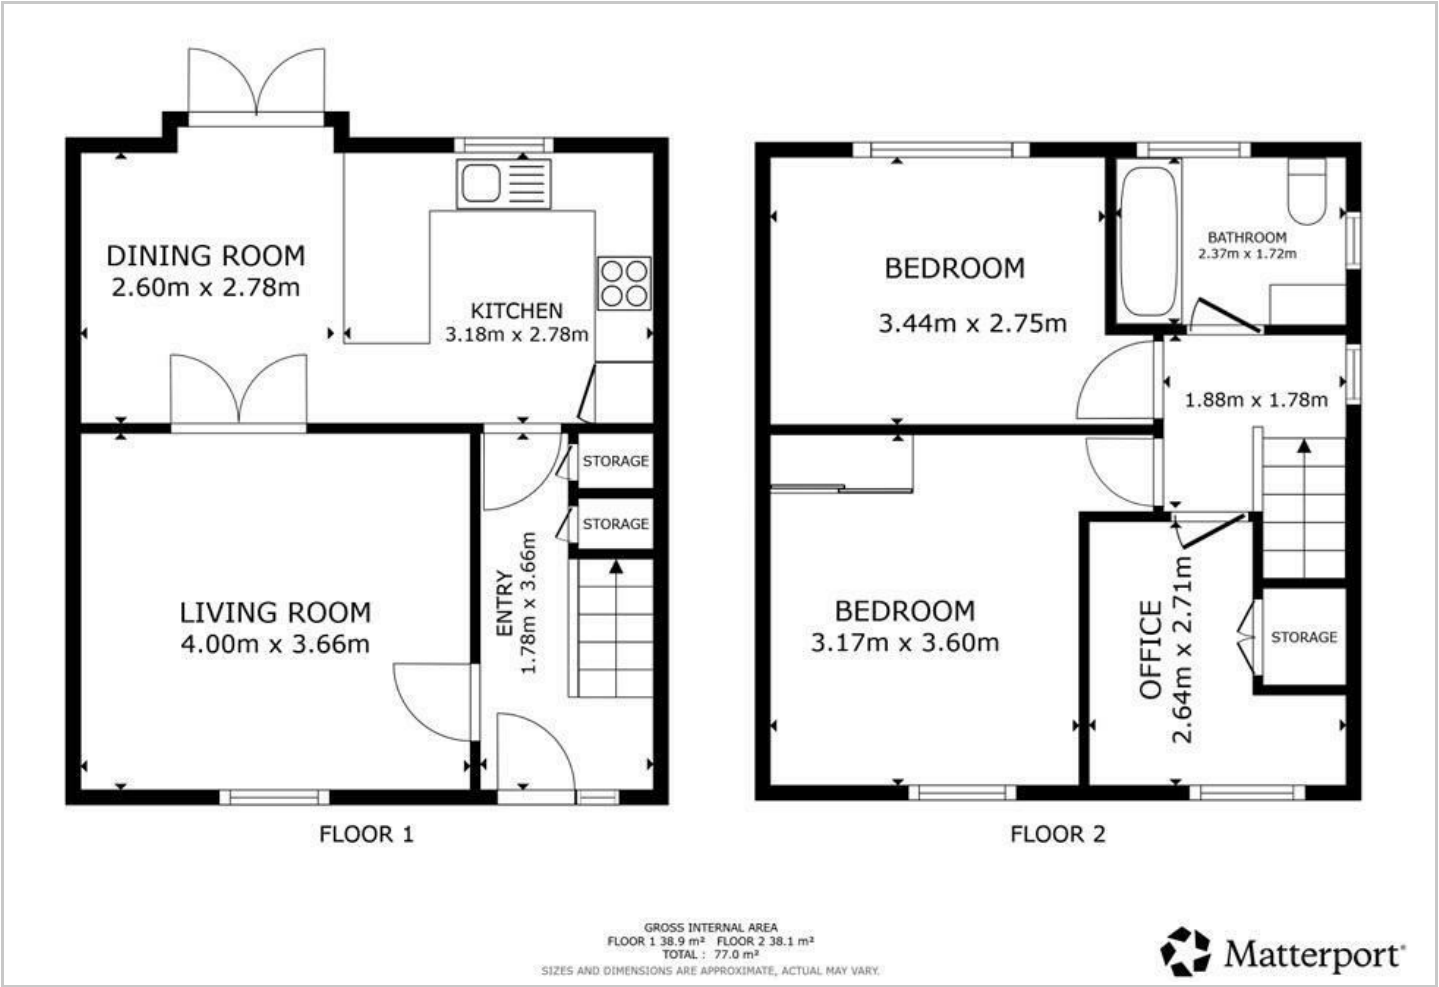 DINING ROOM
2.60m x 2.78m
KITCHEN
3.18m x 2.78m
STORAGE
STORAGE
LIVING ROOM
4.00m x 3.66m
ENTRY
1.78m x 3.66m
FLOOR 1
BEDROOM
3.44m x 2.75m
BATHROOM
2.37m x 1.72m
1.88m x 1.78m
BEDROOM
3.17m x 3.60m
OFFICE
2.64m x 2.71m
STORAGE
FLOOR 2
GROSS INTERNAL AREA
FLOOR 1 38.9 m² FLOOR 2 38.1 m²
TOTAL : 77.0 m²
SIZES AND DIMENSIONS ARE APPROXIMATE, ACTUAL MAY VARY.
Matterport®